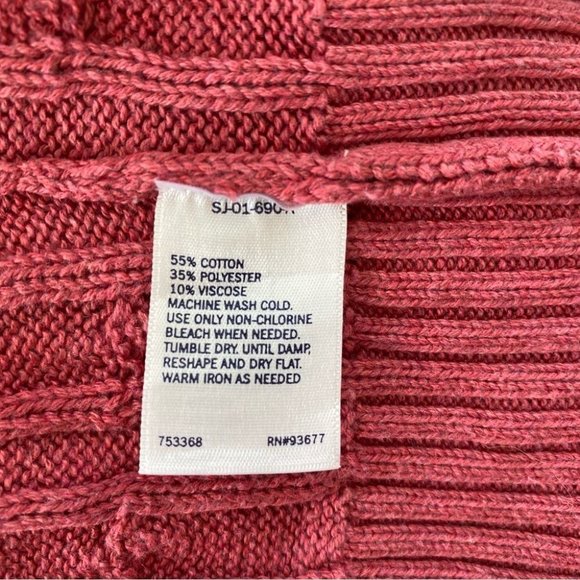 55% COTTON
35% POLYESTER
10% VISCOSE
MACHINE WASH COLD.
USE ONLY NON-CHLORINE
BLEACH WHEN NEEDED.
TUMBLE DRY. UNTIL DAMP,
RESHAPE AND DRY FLAT.
WARM IRON AS NEEDED
753368 RN#93677